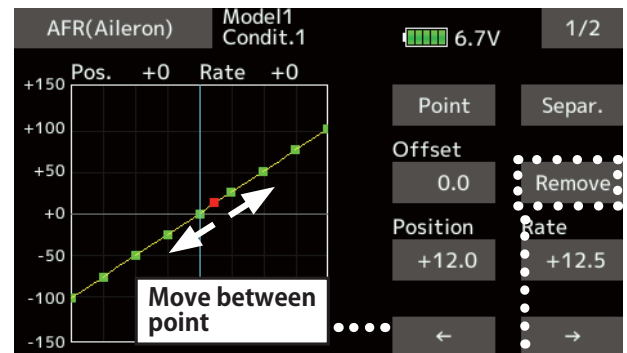 AFR(Aileron)
Model1
Condit.1
6.7V
1/2
Pos. +0 Rate +0
+150
+100
+50
+0
-50
-100
-150
Point
Separ.
Offset
0.0
Remove
Position
Rate
+12.0
+12.5
Move between
point
←
→